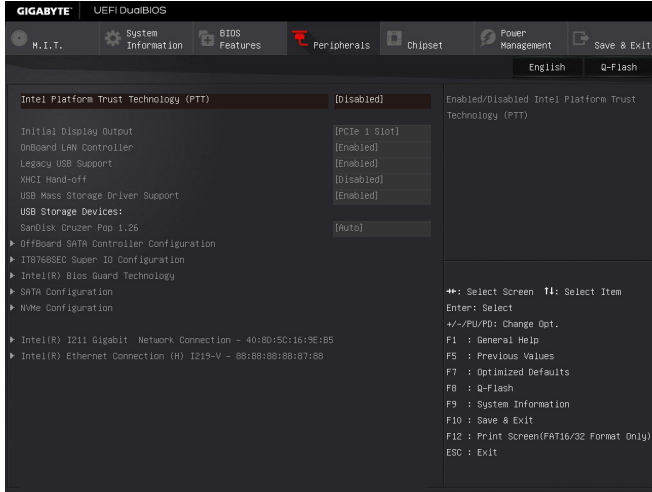 GIGABYTE™ UEFI DualBIOS
M.I.T. System Information BIOS Features Peripherals Chipset Power Management Save & Exit
English Q-Flash
Intel Platform Trust Technology (PTT) [Disabled]
Initial Display Output [PCIe 1 Slot]
OnBoard LAN Controller [Enabled]
Legacy USB Support [Enabled]
XHCI Hand-off [Disabled]
USB Mass Storage Driver Support [Enabled]
USB Storage Devices:
SanDisk Cruzer Pop 1.26 [Auto]
OffBoard SATA Controller Configuration
IT8768SEC Super IO Configuration
Intel(R) Bios Guard Technology
SATA Configuration
NVMe Configuration
Intel(R) I211 Gigabit Network Connection - 40:8D:5C:16:9E:B5
Intel(R) Ethernet Connection (H) I219-V - 88:88:88:88:87:88
Enabled/Disabled Intel Platform Trust
Technology (PTT)
→←: Select Screen ↑↓: Select Item
Enter: Select
+/-/PU/PD: Change Opt.
F1 : General Help
F5 : Previous Values
F7 : Optimized Defaults
F8 : Q-Flash
F9 : System Information
F10 : Save & Exit
F12 : Print Screen(FAT16/32 Format Only)
ESC : Exit